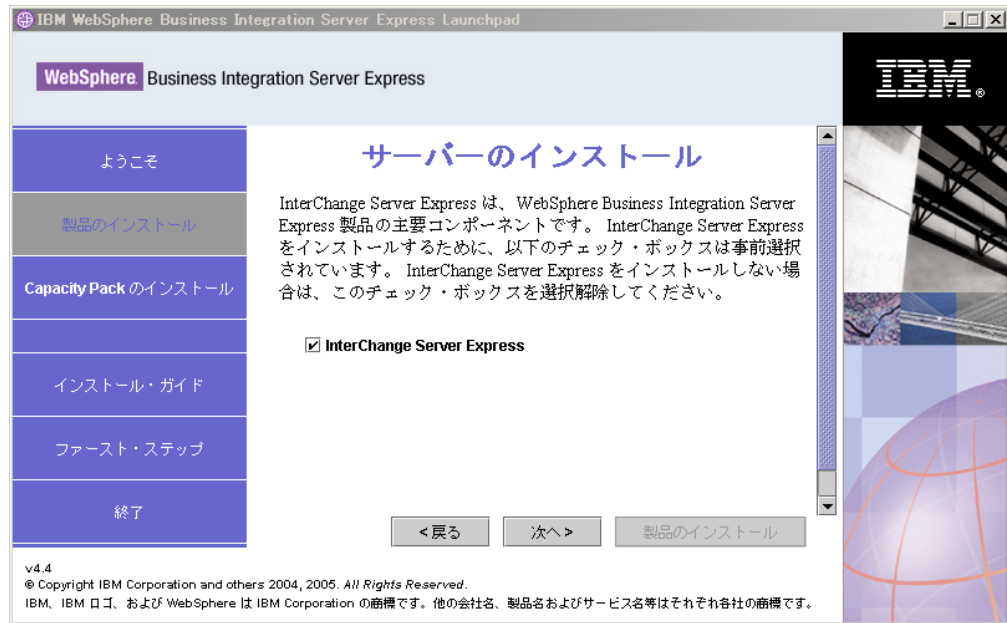 IBM WebSphere Business Integration Server Express Launchpad
WebSphere. Business Integration Server Express
IBM®
ようこそ
製品のインストール
Capacity Pack のインストール
インストール・ガイド
ファースト・ステップ
終了
サーバーのインストール
InterChange Server Express は、WebSphere Business Integration Server
Express 製品の主要コンポーネントです。 InterChange Server Express
をインストールするために、以下のチェック・ボックスは事前選択
されています。 InterChange Server Express をインストールしない場
合は、このチェック・ボックスを選択解除してください。
InterChange Server Express
<戻る
次へ>
製品のインストール
v4.4
© Copyright IBM Corporation and others 2004, 2005. All Rights Reserved.
IBM、IBM ロゴ、および WebSphere は IBM Corporation の商標です。他の会社名、製品名およびサービス名等はそれぞれ各社の商標です。